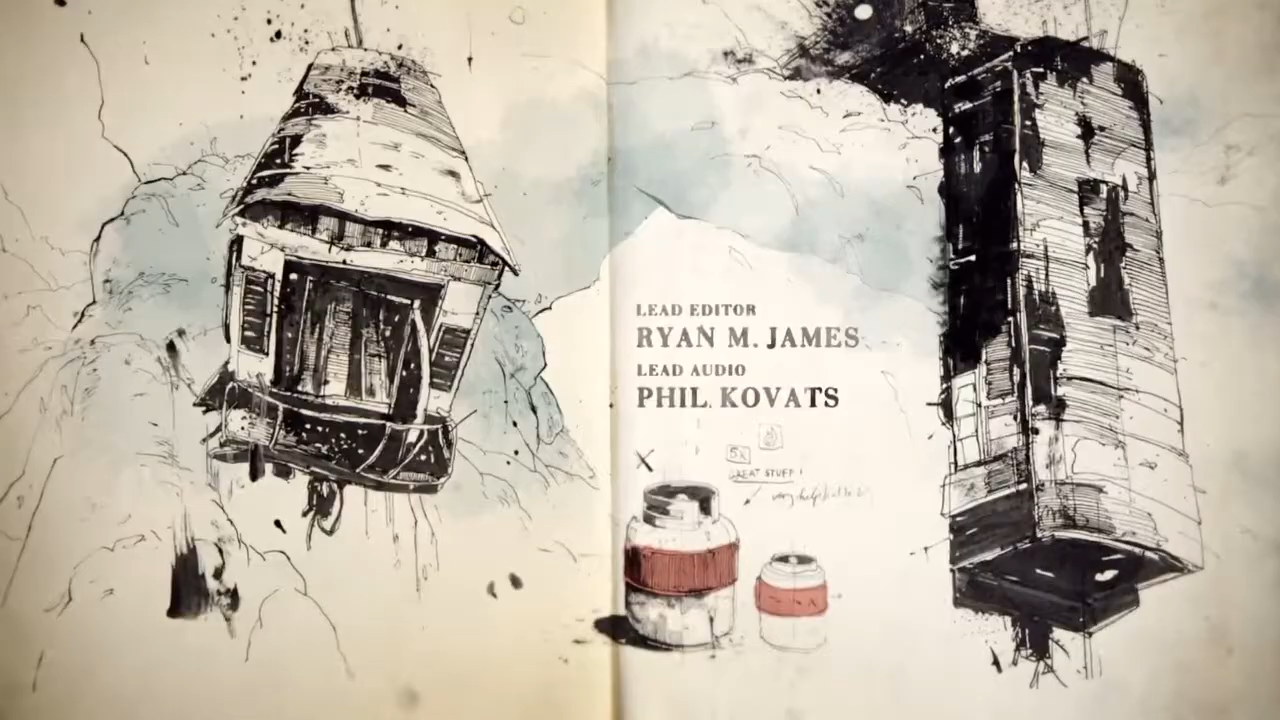 LEAD EDITOR
RYAN M. JAMES
LEAD AUDIO
PHIL KOVATS
5x
GREAT STUFF!